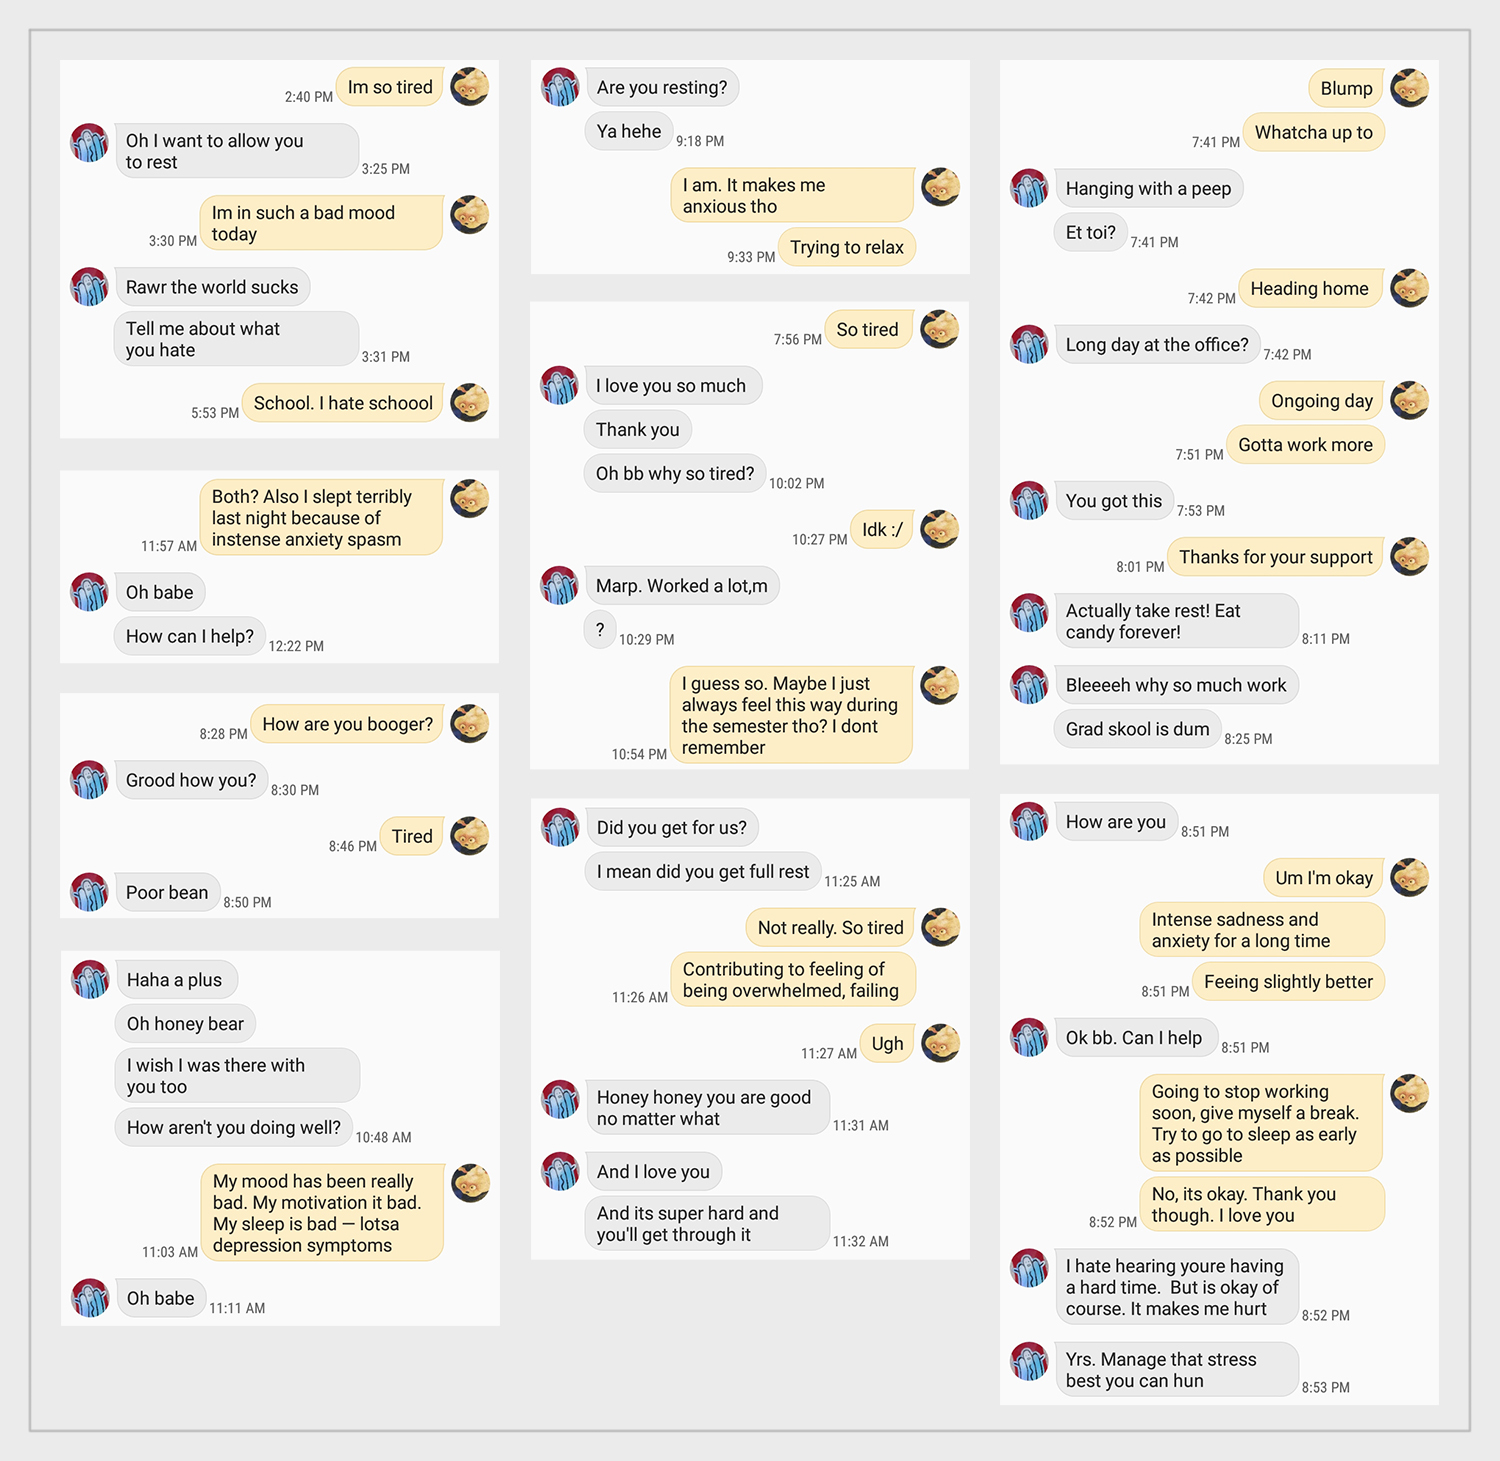 Im so tired
2:40 PM
Oh I want to allow you
to rest
3:25 PM
Im in such a bad mood
today
3:30 PM
Rawr the world sucks
Tell me about what
you hate
3:31 PM
School. I hate schoool
5:53 PM
Both? Also I slept terribly
last night because of
instense anxiety spasm
11:57 AM
Oh babe
How can I help?
12:22 PM
How are you booger?
8:28 PM
Grood how you?
8:30 PM
Tired
8:46 PM
Poor bean
8:50 PM
Haha a plus
Oh honey bear
I wish I was there with
you too
How aren't you doing well?
10:48 AM
My mood has been really
bad. My motivation it bad.
My sleep is bad — lotsa
depression symptoms
11:03 AM
Oh babe
11:11 AM
Are you resting?
Ya hehe
9:18 PM
I am. It makes me
anxious tho
Trying to relax
9:33 PM
So tired
7:56 PM
I love you so much
Thank you
Oh bb why so tired?
10:02 PM
Idk :/
10:27 PM
Marp. Worked a lot,m
?
10:29 PM
I guess so. Maybe I just
always feel this way during
the semester tho? I dont
remember
10:54 PM
Did you get for us?
I mean did you get full rest
11:25 AM
Not really. So tired
Contributing to feeling of
being overwhelmed, failing
11:26 AM
Ugh
11:27 AM
Honey honey you are good
no matter what
11:31 AM
And I love you
And its super hard and
you'll get through it
11:32 AM
Blump
Whatcha up to
7:41 PM
Hanging with a peep
Et toi?
7:41 PM
Heading home
7:42 PM
Long day at the office?
7:42 PM
Ongoing day
Gotta work more
7:51 PM
You got this
7:53 PM
Thanks for your support
8:01 PM
Actually take rest! Eat
candy forever!
8:11 PM
Bleeeeh why so much work
Grad skool is dum
8:25 PM
How are you
8:51 PM
Um I'm okay
Intense sadness and
anxiety for a long time
Feeing slightly better
8:51 PM
Ok bb. Can I help
8:51 PM
Going to stop working
soon, give myself a break.
Try to go to sleep as early
as possible
No, its okay. Thank you
though. I love you
8:52 PM
I hate hearing youre having
a hard time.  But is okay of
course. It makes me hurt
8:52 PM
Yrs. Manage that stress
best you can hun
8:53 PM